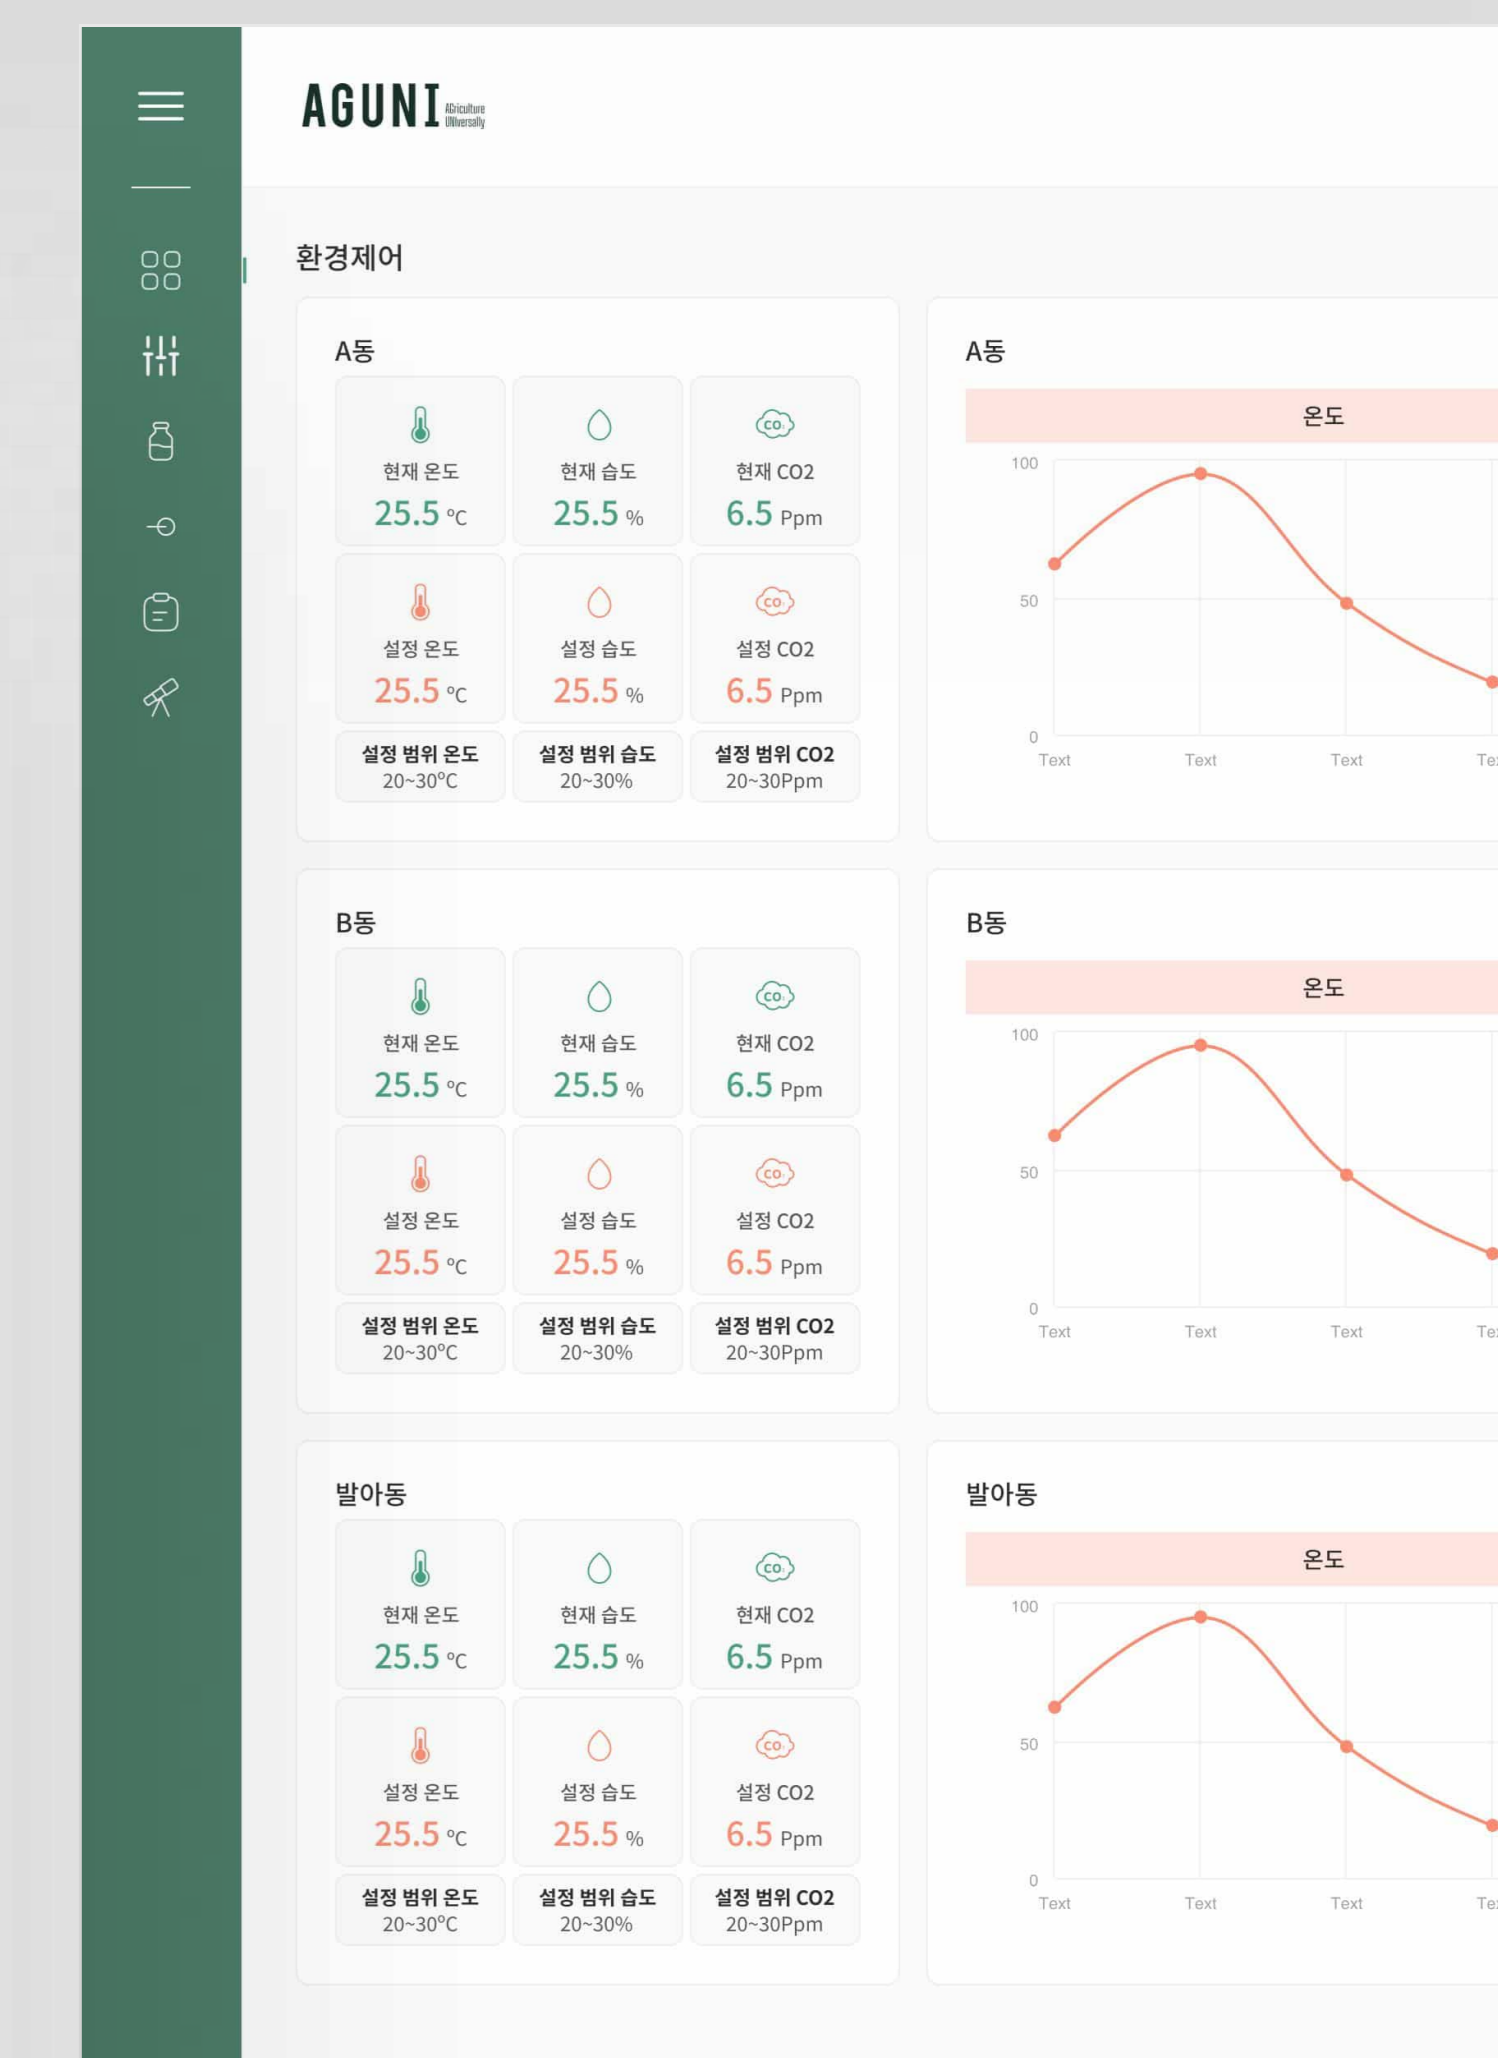 AGUNI
AGriculture
UNIversally
환경제어
A동
현재 온도
25.5 ºC
현재 습도
25.5 %
현재 CO2
6.5 Ppm
설정 온도
25.5 ºC
설정 습도
25.5 %
설정 CO2
6.5 Ppm
설정 범위 온도
20~30ºC
설정 범위 습도
20~30%
설정 범위 CO2
20~30Ppm
A동
온도
100
50
0
Text
Text
Text
B동
현재 온도
25.5 ºC
현재 습도
25.5 %
현재 CO2
6.5 Ppm
설정 온도
25.5 ºC
설정 습도
25.5 %
설정 CO2
6.5 Ppm
설정 범위 온도
20~30ºC
설정 범위 습도
20~30%
설정 범위 CO2
20~30Ppm
B동
온도
100
50
0
Text
Text
Text
발아동
현재 온도
25.5 ºC
현재 습도
25.5 %
현재 CO2
6.5 Ppm
설정 온도
25.5 ºC
설정 습도
25.5 %
설정 CO2
6.5 Ppm
설정 범위 온도
20~30ºC
설정 범위 습도
20~30%
설정 범위 CO2
20~30Ppm
발아동
온도
100
50
0
Text
Text
Text